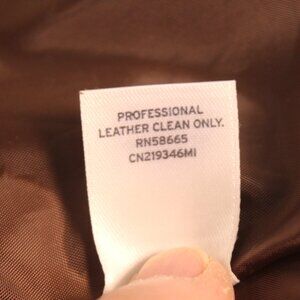 PROFESSIONAL
LEATHER CLEAN ONLY.
RN58665
CN219346MI